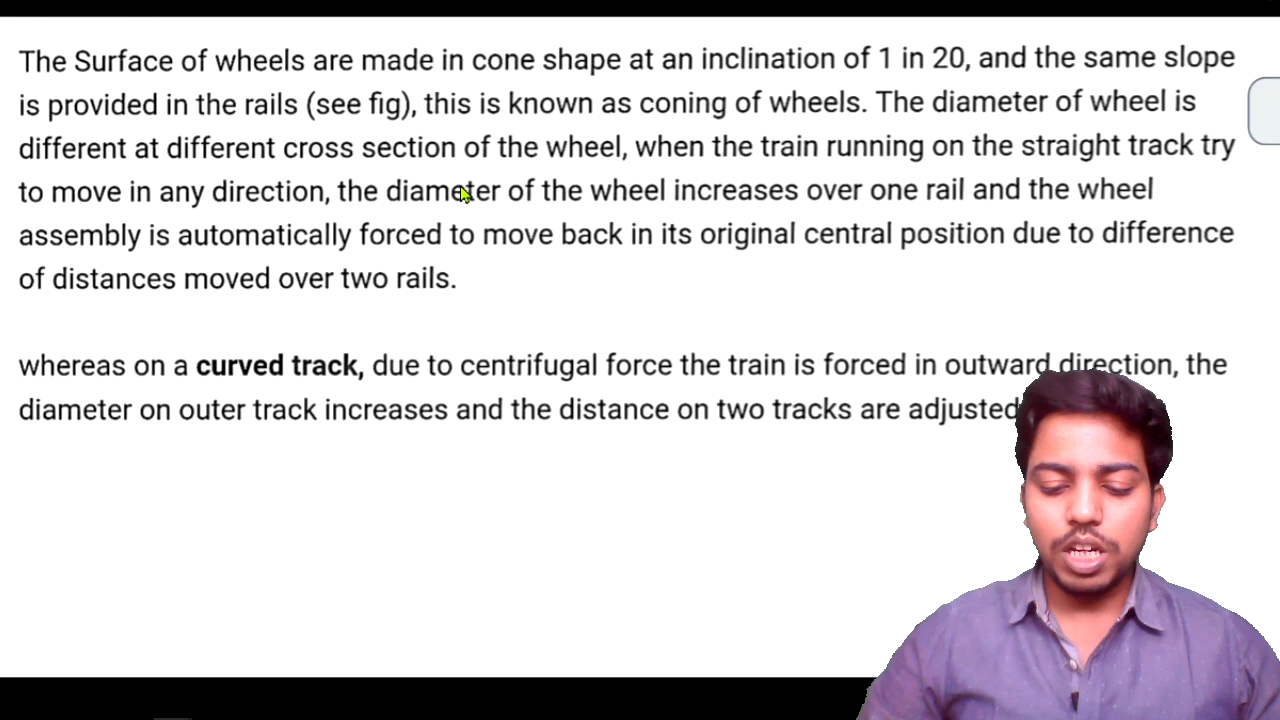 The Surface of wheels are made in cone shape at an inclination of 1 in 20, and the same slope
is provided in the rails (see fig), this is known as coning of wheels. The diameter of wheel is
different at different cross section of the wheel, when the train running on the straight track try
to move in any direction, the diameter of the wheel increases over one rail and the wheel
assembly is automatically forced to move back in its original central position due to difference
of distances moved over two rails.
whereas on a curved track, due to centrifugal force the train is forced in outward direction, the
diameter on outer track increases and the distance on two tracks are adjusted